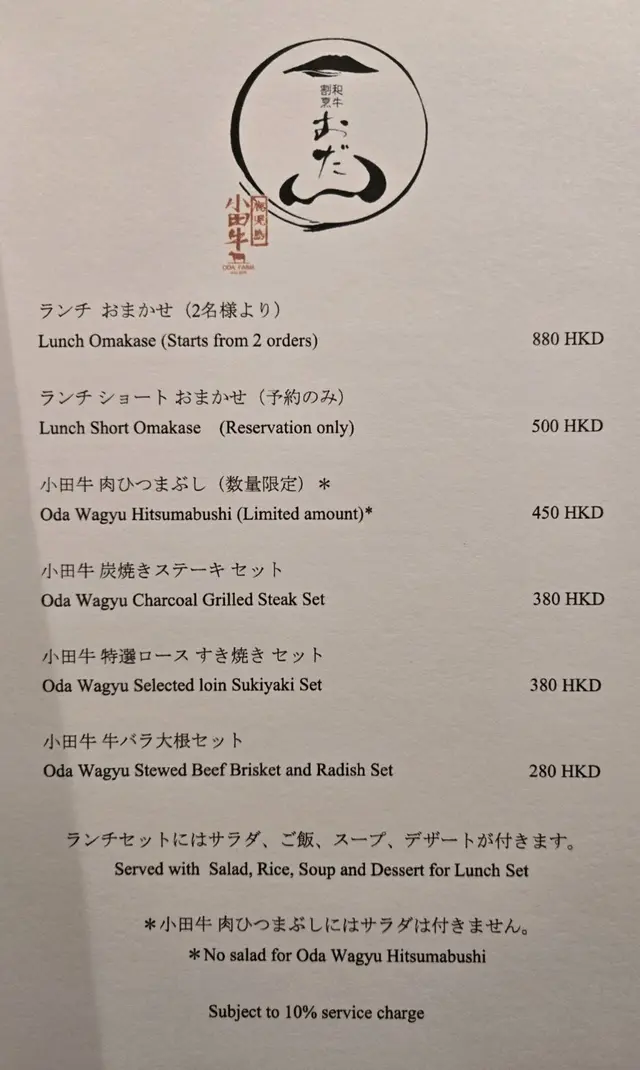 和牛
割烹
おだん
鹿児島
小田牛
ODA FARM
ランチ おまかせ（2名様より）
Lunch Omakase (Starts from 2 orders)
880 HKD
ランチ ショート おまかせ（予約のみ）
Lunch Short Omakase (Reservation only)
500 HKD
小田牛 肉ひつまぶし（数量限定）＊
Oda Wagyu Hitsumabushi (Limited amount)*
450 HKD
小田牛 炭焼きステーキ セット
Oda Wagyu Charcoal Grilled Steak Set
380 HKD
小田牛 特選ロース すき焼き セット
Oda Wagyu Selected loin Sukiyaki Set
380 HKD
小田牛 牛バラ大根セット
Oda Wagyu Stewed Beef Brisket and Radish Set
280 HKD
ランチセットにはサラダ、ご飯、スープ、デザートが付きます。
Served with Salad, Rice, Soup and Dessert for Lunch Set
＊小田牛 肉ひつまぶしにはサラダは付きません。
＊No salad for Oda Wagyu Hitsumabushi
Subject to 10% service charge